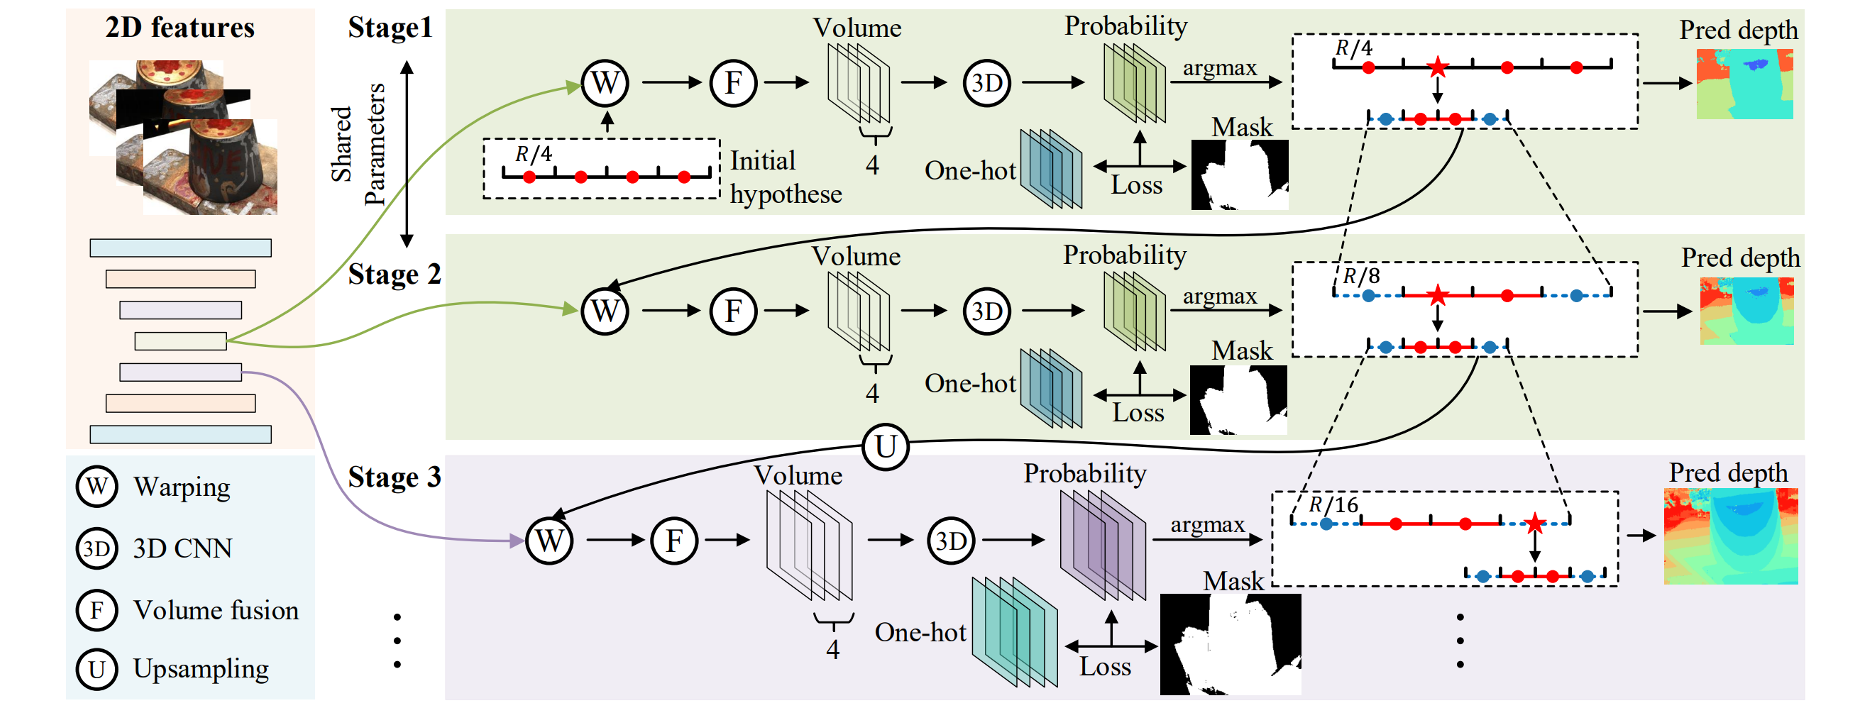 2D features
Stage1
Shared
Parameters
W
F
Volume
4
3D
Probability
argmax
R/4
Pred depth
R/4
Initial
hypothese
One-hot
Loss
Mask
Stage 2
W
F
Volume
4
3D
Probability
argmax
R/8
Pred depth
One-hot
Loss
Mask
U
Stage 3
W
F
Volume
4
3D
Probability
argmax
R/16
Pred depth
One-hot
Loss
Mask
W Warping
3D 3D CNN
F Volume fusion
U Upsampling